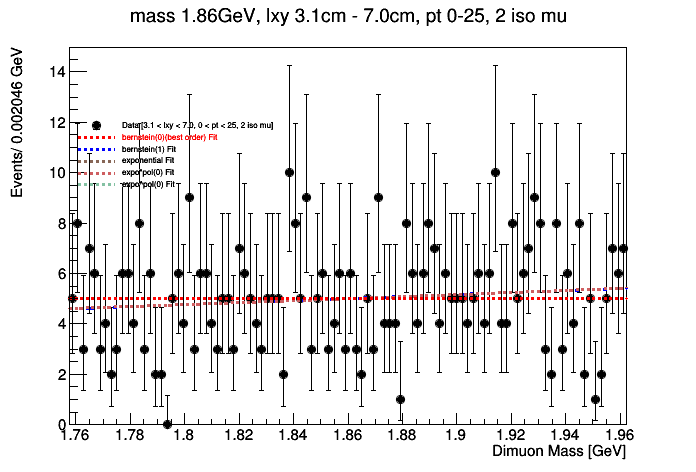 mass 1.86GeV, lxy 3.1cm - 7.0cm, pt 0-25, 2 iso mu
Events/ 0.002046 GeV
14
12
10
8
6
4
2
0
Data[3.1 < lxy < 7.0, 0 < pt < 25, 2 iso mu]
bernstein(0)(best order) Fit
bernstein(1) Fit
exponential Fit
expo*pol(0) Fit
expo*pol(0) Fit
1.76 1.78 1.8 1.82 1.84 1.86 1.88 1.9 1.92 1.94 1.96
Dimuon Mass [GeV]